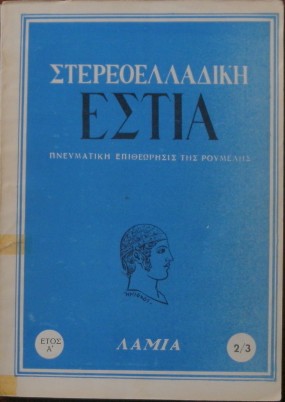 ΣΤΕΡΕΟΕΛΛΑΔΙΚΗ
ΕΣΤΙΑ
ΠΝΕΥΜΑΤΙΚΗ ΕΠΙΘΕΩΡΗΣΙΣ ΤΗΣ ΡΟΥΜΕΛΗΣ
ΕΤΟΣ
Α'
ΛΑΜΙΑ
2/3